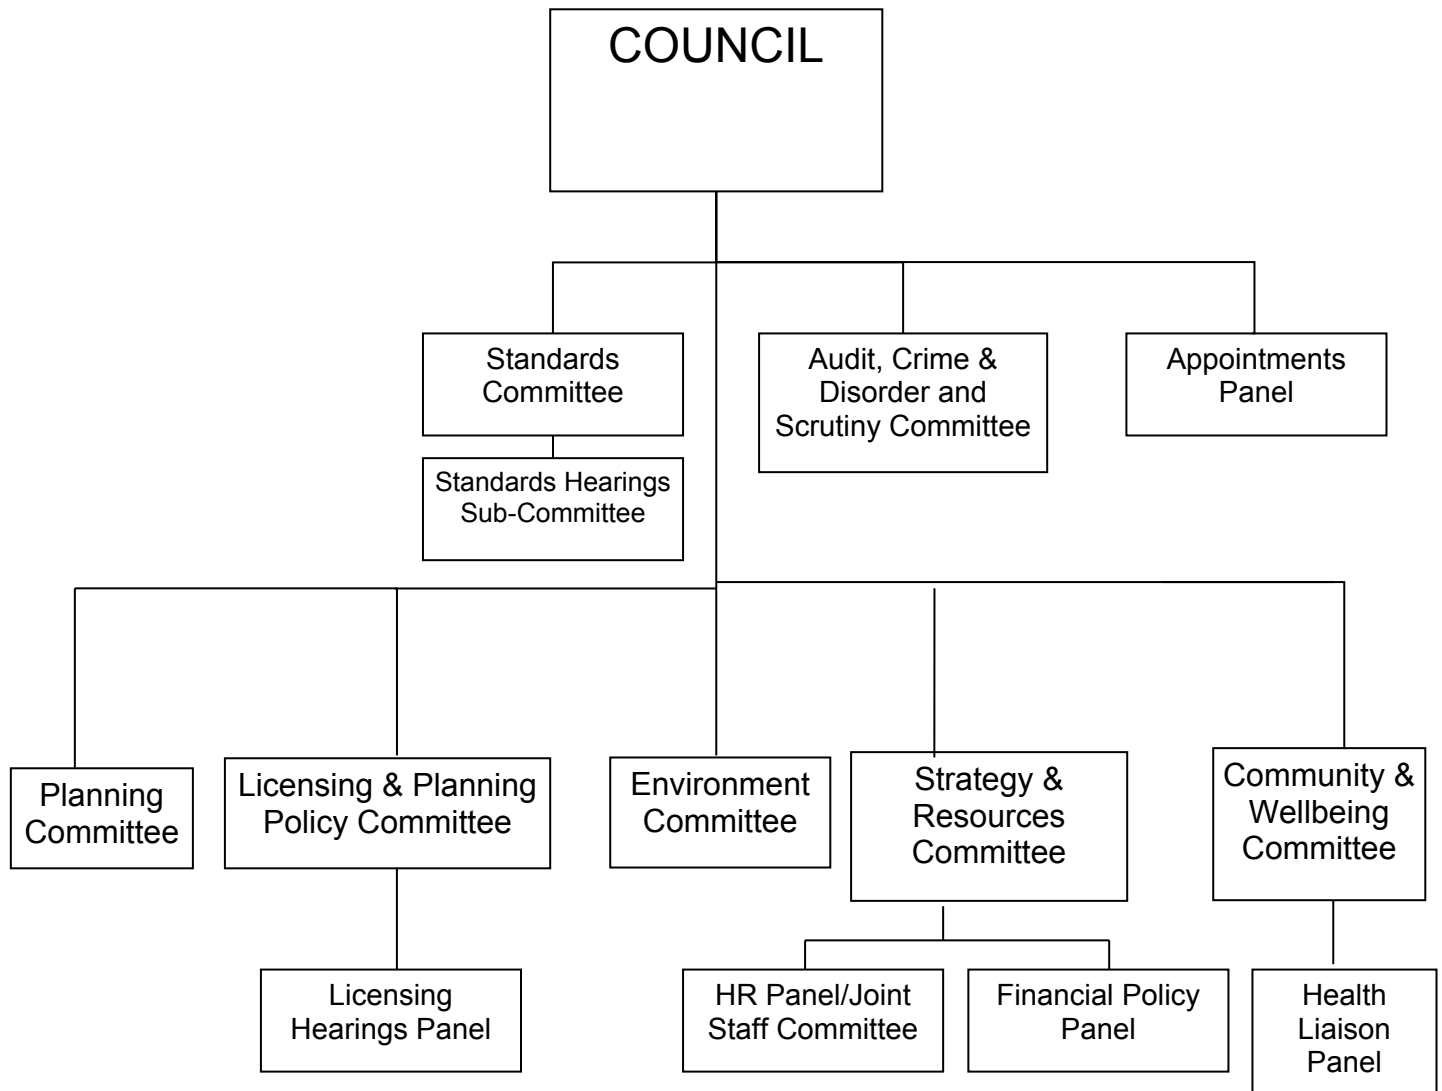 COUNCIL
Standards
Committee
Audit, Crime &
Disorder and
Scrutiny Committee
Appointments
Panel
Standards Hearings
Sub-Committee
Planning
Committee
Licensing & Planning
Policy Committee
Environment
Committee
Strategy &
Resources
Committee
Community &
Wellbeing
Committee
Licensing
Hearings Panel
HR Panel/Joint
Staff Committee
Financial Policy
Panel
Health
Liaison
Panel